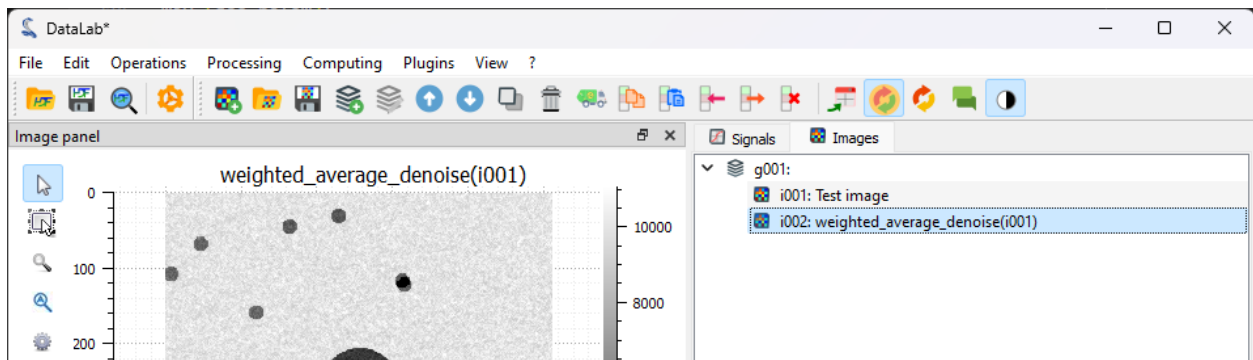 DataLab*
File Edit Operations Processing Computing Plugins View ?
Image panel
Signals Images
weighted_average_denoise(i001)
0
100
200
10000
8000
g001:
i001: Test image
i002: weighted_average_denoise(i001)